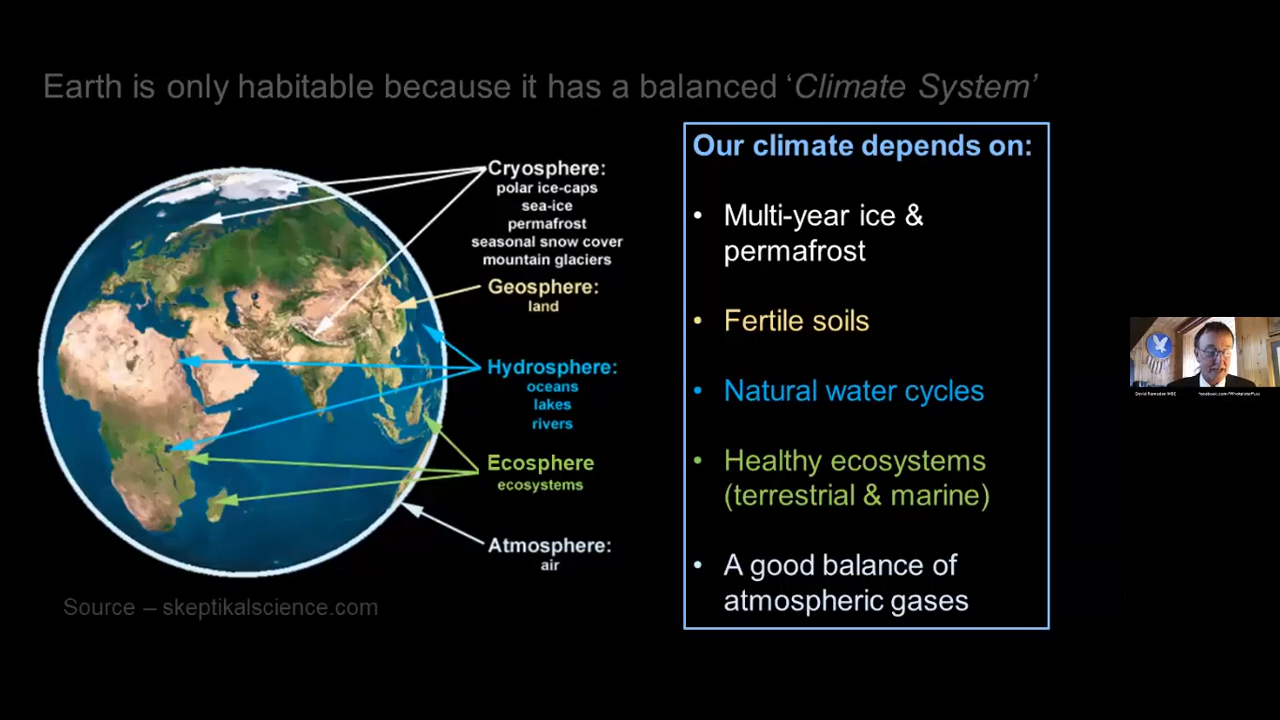 Earth is only habitable because it has a balanced ‘Climate System’
Cryosphere:
polar ice-caps
sea-ice
permafrost
seasonal snow cover
mountain glaciers
Geosphere:
land
Hydrosphere:
oceans
lakes
rivers
Ecosphere
ecosystems
Atmosphere:
air
Source – skeptikalscience.com
Our climate depends on:
• Multi-year ice &
permafrost
• Fertile soils
• Natural water cycles
• Healthy ecosystems
(terrestrial & marine)
• A good balance of
atmospheric gases